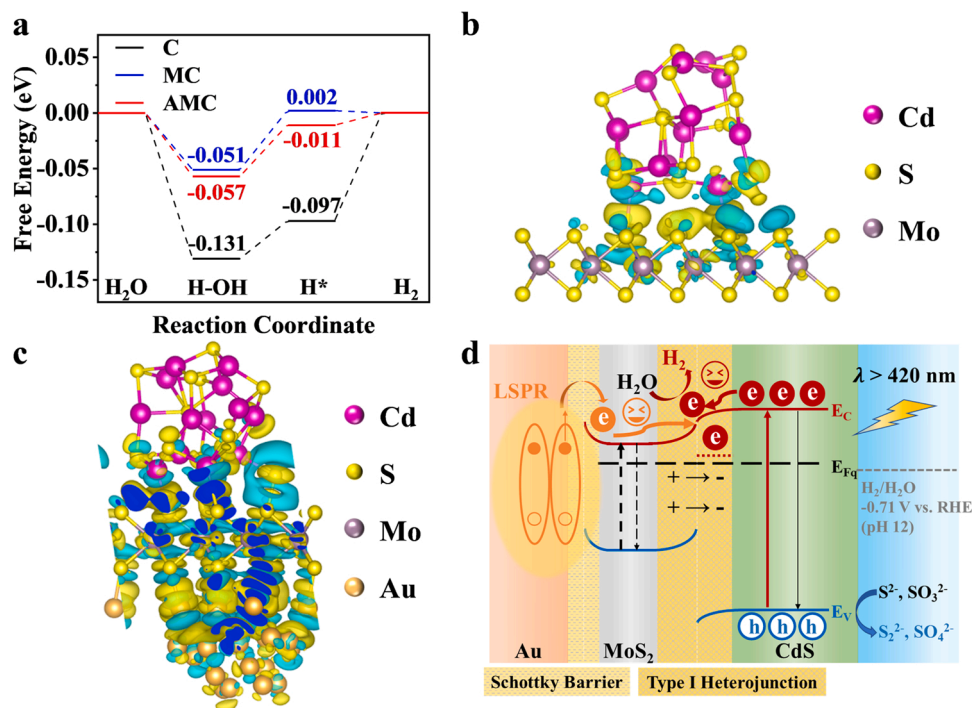 a
C
MC
AMC
0.05
0.00
-0.05
-0.10
-0.15
Free Energy (eV)
0.002
-0.011
-0.051
-0.057
-0.097
-0.131
H₂O H-OH H* H₂
Reaction Coordinate
b
Cd
S
Mo
c
Cd
S
Mo
Au
d
LSPR
H₂O
H₂
e
e
e e e
e
λ > 420 nm
E_C
E_Fq
+ → -
+ → -
H₂/H₂O
-0.71 V vs. RHE
(pH 12)
S²⁻, SO₃²⁻
E_V
h h h
S₂²⁻, SO₄²⁻
Au MoS₂ CdS
Schottky Barrier Type I Heterojunction